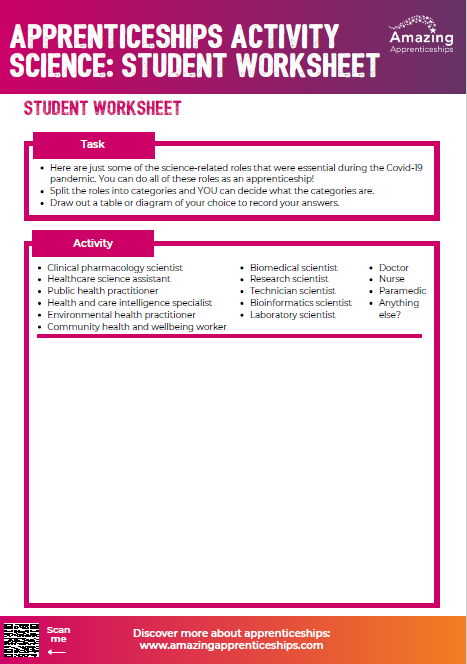 APPRENTICESHIPS ACTIVITY
SCIENCE: STUDENT WORKSHEET
Amazing
Apprenticeships
STUDENT WORKSHEET
Task
• Here are just some of the science-related roles that were essential during the Covid-19
pandemic. You can do all of these roles as an apprenticeship!
• Split the roles into categories and YOU can decide what the categories are.
• Draw out a table or diagram of your choice to record your answers.
Activity
• Clinical pharmacology scientist
• Healthcare science assistant
• Public health practitioner
• Health and care intelligence specialist
• Environmental health practitioner
• Community health and wellbeing worker
• Biomedical scientist
• Research scientist
• Technician scientist
• Bioinformatics scientist
• Laboratory scientist
• Doctor
• Nurse
• Paramedic
• Anything
else?
Scan
me
Discover more about apprenticeships:
www.amazingapprenticeships.com